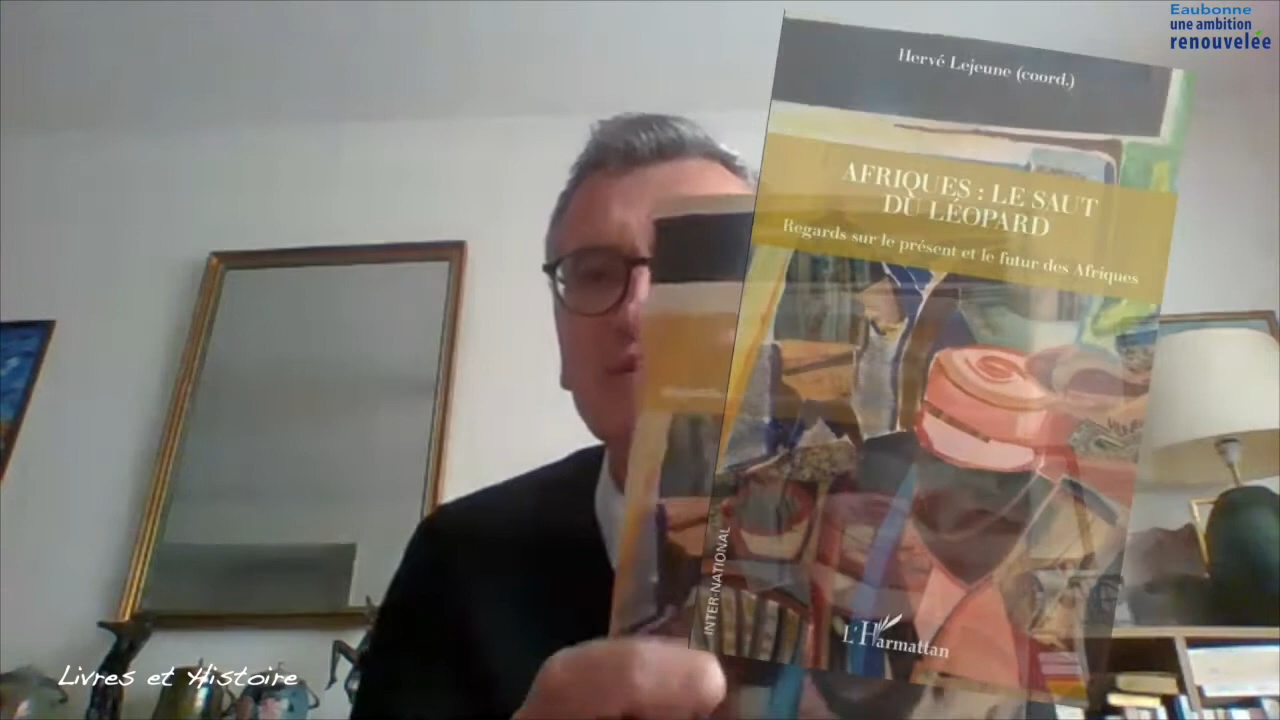 Eaubonne
une ambition
renouvelée
Hervé Lejeune (coord.)
AFRIQUES : LE SAUT
DU LÉOPARD
Regards sur le présent et le futur des Afriques
INTER-NATIONAL
L'Harmattan
Livres et Histoire